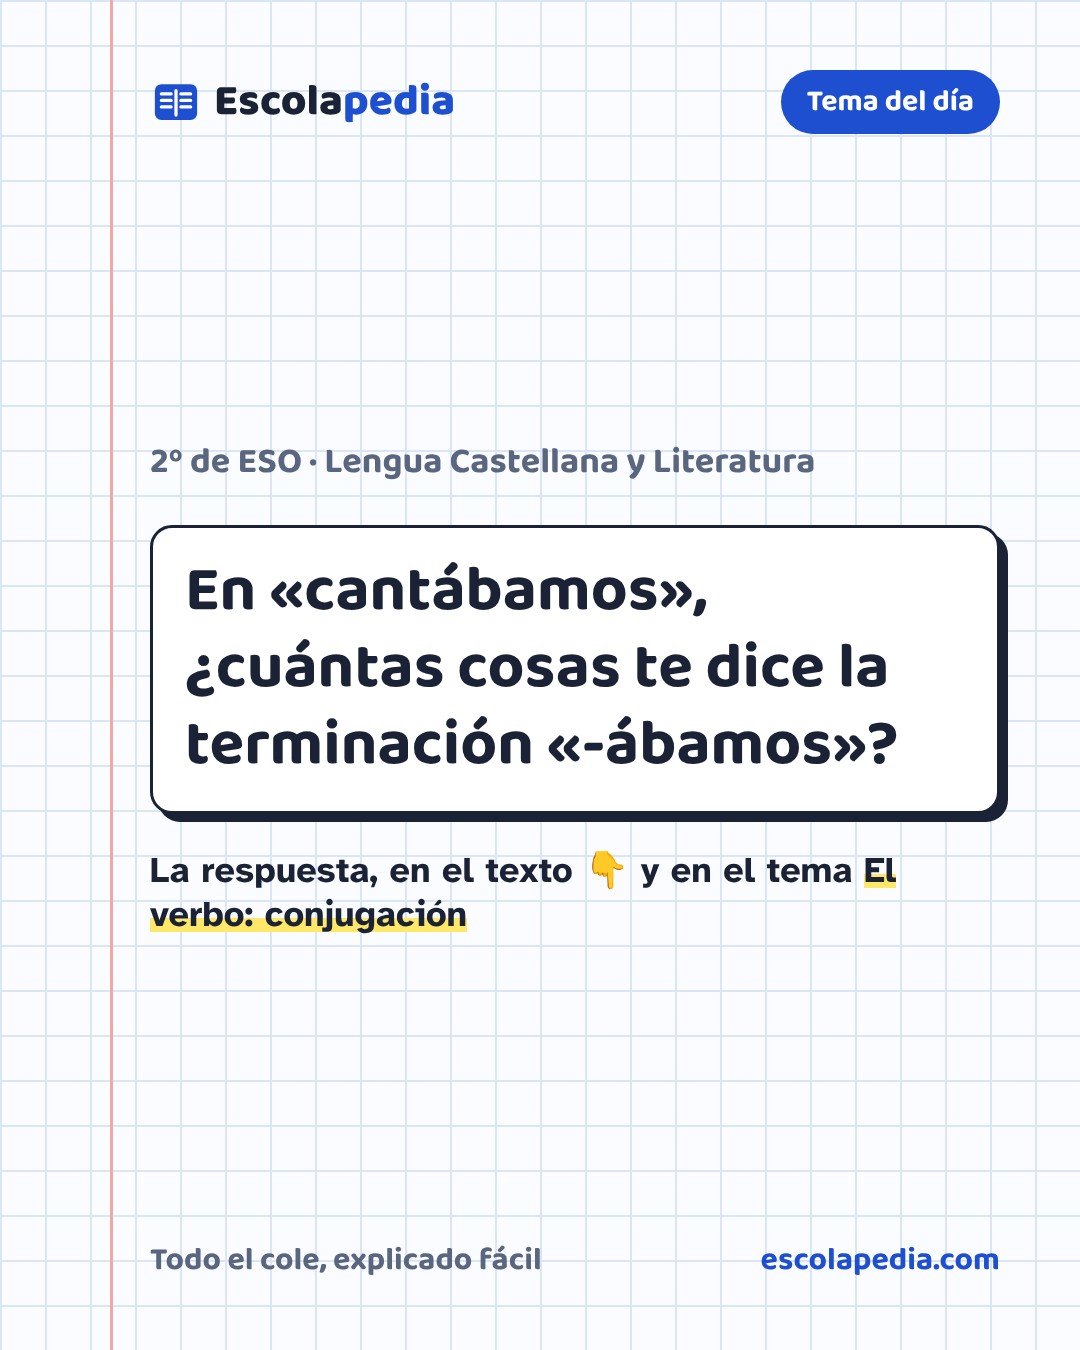 Escolapedia
Tema del día
2º de ESO · Lengua Castellana y Literatura
En «cantábamos»,
¿cuántas cosas te dice la
terminación «-ábamos»?
La respuesta, en el texto 👇 y en el tema El
verbo: conjugación
Todo el cole, explicado fácil
escolapedia.com